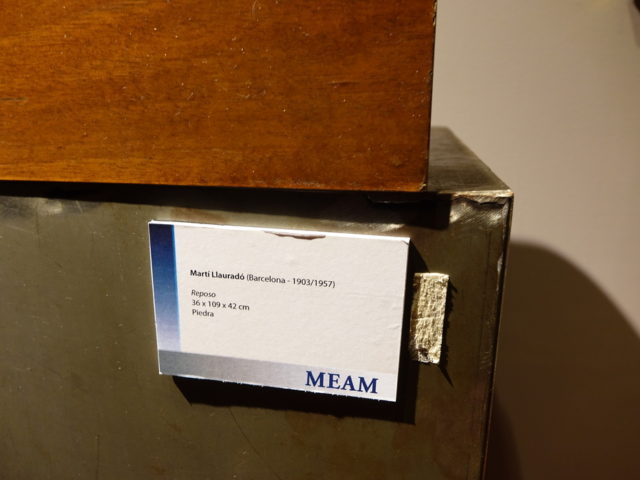 Martí Llauradó (Barcelona - 1903/1957)
Reposo
36 x 109 x 42 cm
Piedra
MEAM